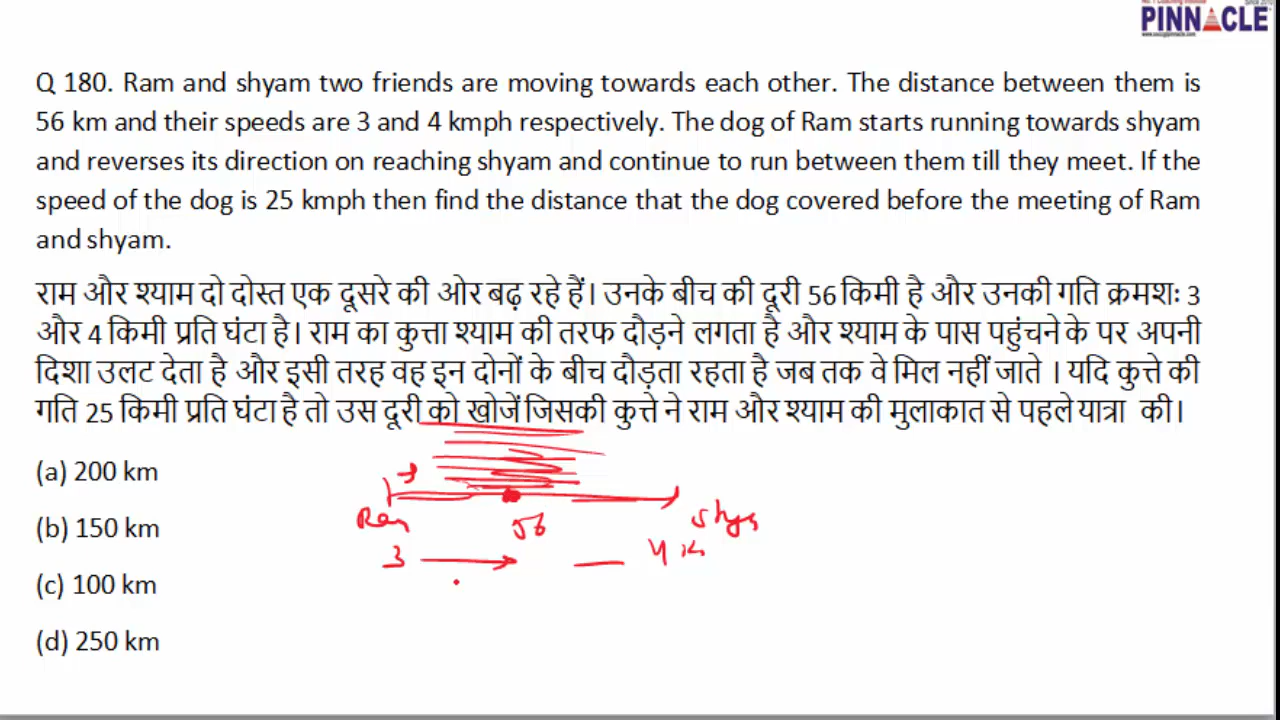 PINNACLE
Q 180. Ram and shyam two friends are moving towards each other. The distance between them is
56 km and their speeds are 3 and 4 kmph respectively. The dog of Ram starts running towards shyam
and reverses its direction on reaching shyam and continue to run between them till they meet. If the
speed of the dog is 25 kmph then find the distance that the dog covered before the meeting of Ram
and shyam.
राम और श्याम दो दोस्त एक दूसरे की ओर बढ़ रहे हैं। उनके बीच की दूरी 56 किमी है और उनकी गति क्रमशः 3
और 4 किमी प्रति घंटा है। राम का कुत्ता श्याम की तरफ दौड़ने लगता है और श्याम के पास पहुंचने के पर अपनी
दिशा उलट देता है और इसी तरह वह इन दोनों के बीच दौड़ता रहता है जब तक वे मिल नहीं जाते । यदि कुत्ते की
गति 25 किमी प्रति घंटा है तो उस दूरी को खोजें जिसकी कुत्ते ने राम और श्याम की मुलाकात से पहले यात्रा की।
(a) 200 km
(b) 150 km
(c) 100 km
(d) 250 km
Ram 56
3 4